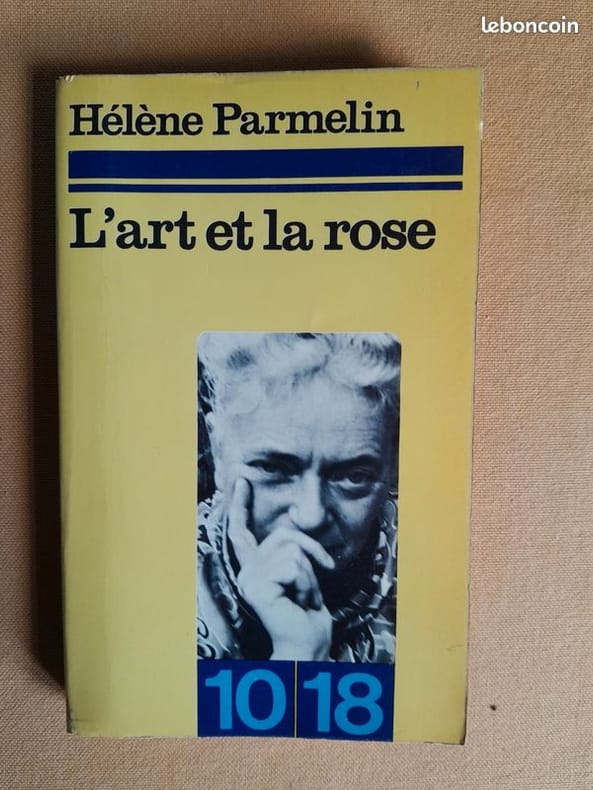 leboncoin
Hélène Parmelin
L'art et la rose
10 18